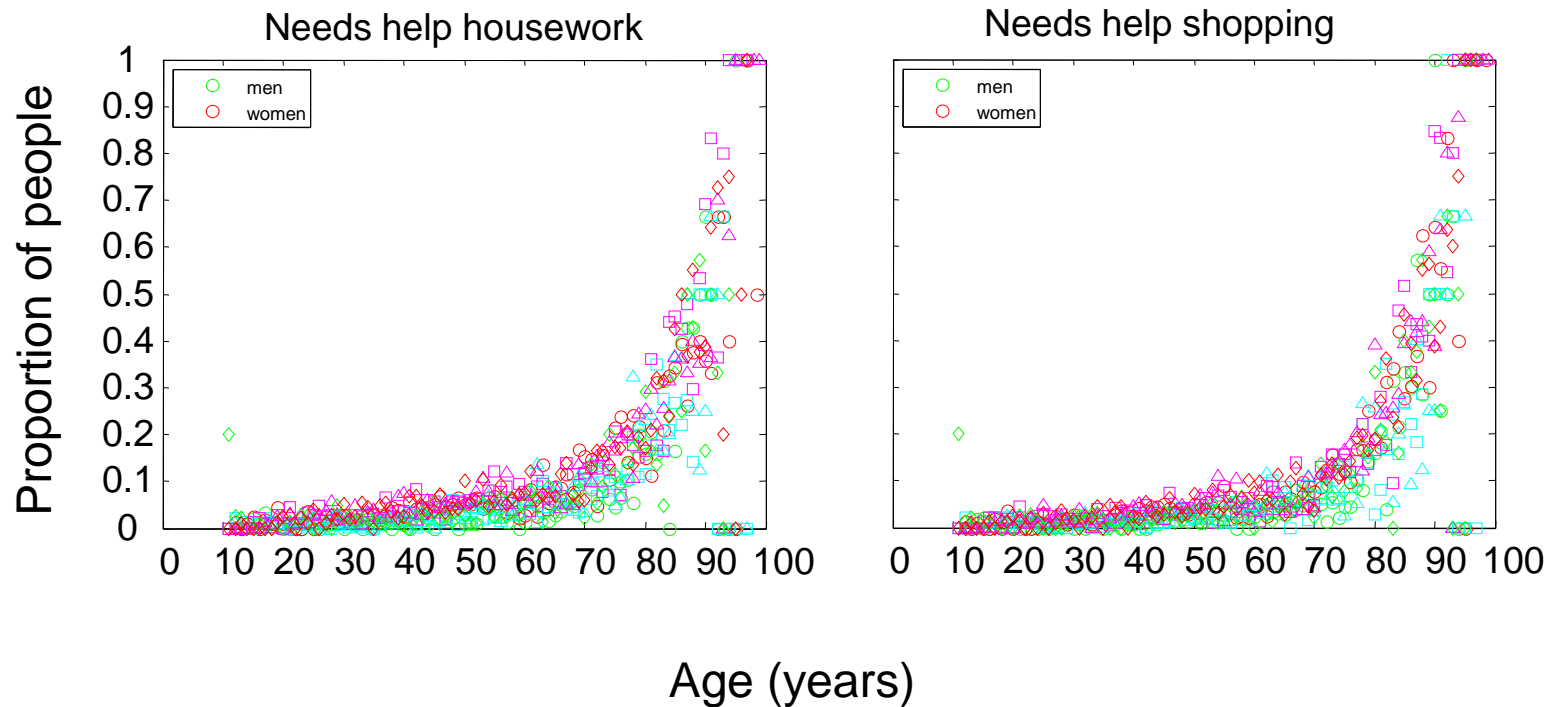 Needs help housework
Needs help shopping
Proportion of people
1
0.9
0.8
0.7
0.6
0.5
0.4
0.3
0.2
0.1
0
men
women
0 10 20 30 40 50 60 70 80 90 100
men
women
0 10 20 30 40 50 60 70 80 90 100
Age (years)